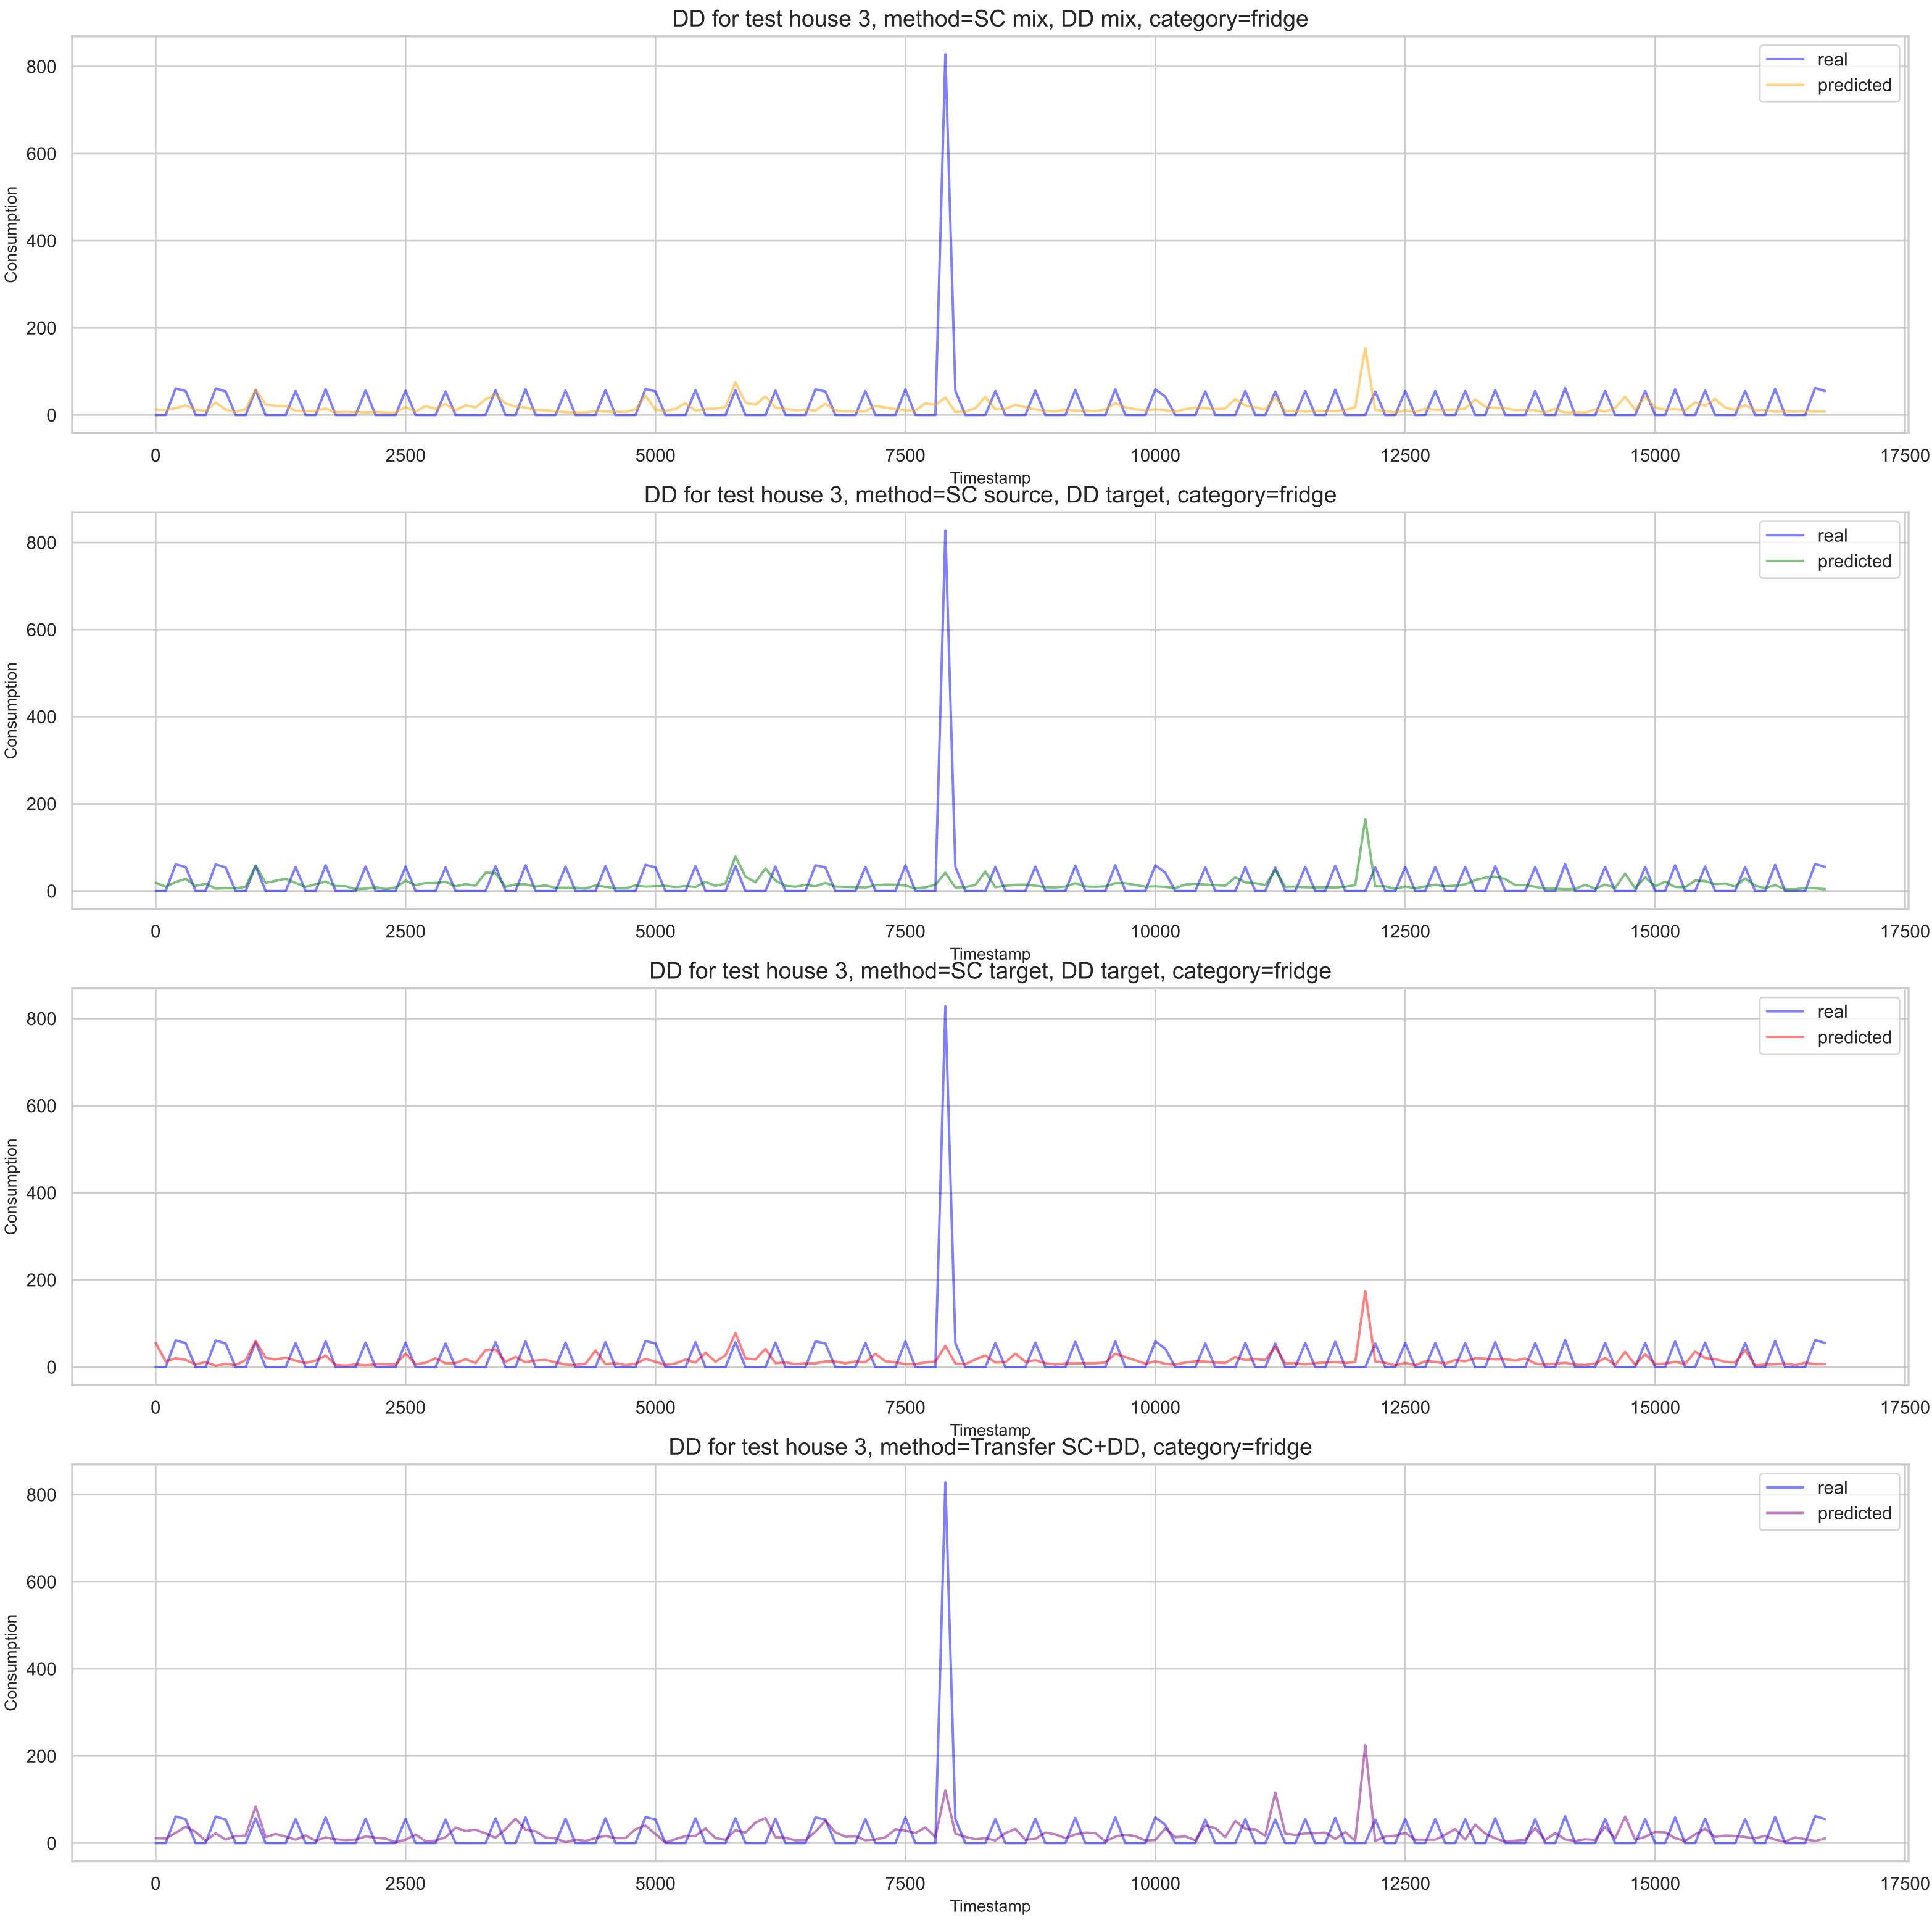 DD for test house 3, method=SC mix, DD mix, category=fridge
800
600
400
200
0
Consumption
real
predicted
0 2500 5000 7500 10000 12500 15000 17500
Timestamp
DD for test house 3, method=SC source, DD target, category=fridge
800
600
400
200
0
Consumption
real
predicted
0 2500 5000 7500 10000 12500 15000 17500
Timestamp
DD for test house 3, method=SC target, DD target, category=fridge
800
600
400
200
0
Consumption
real
predicted
0 2500 5000 7500 10000 12500 15000 17500
Timestamp
DD for test house 3, method=Transfer SC+DD, category=fridge
800
600
400
200
0
Consumption
real
predicted
0 2500 5000 7500 10000 12500 15000 17500
Timestamp